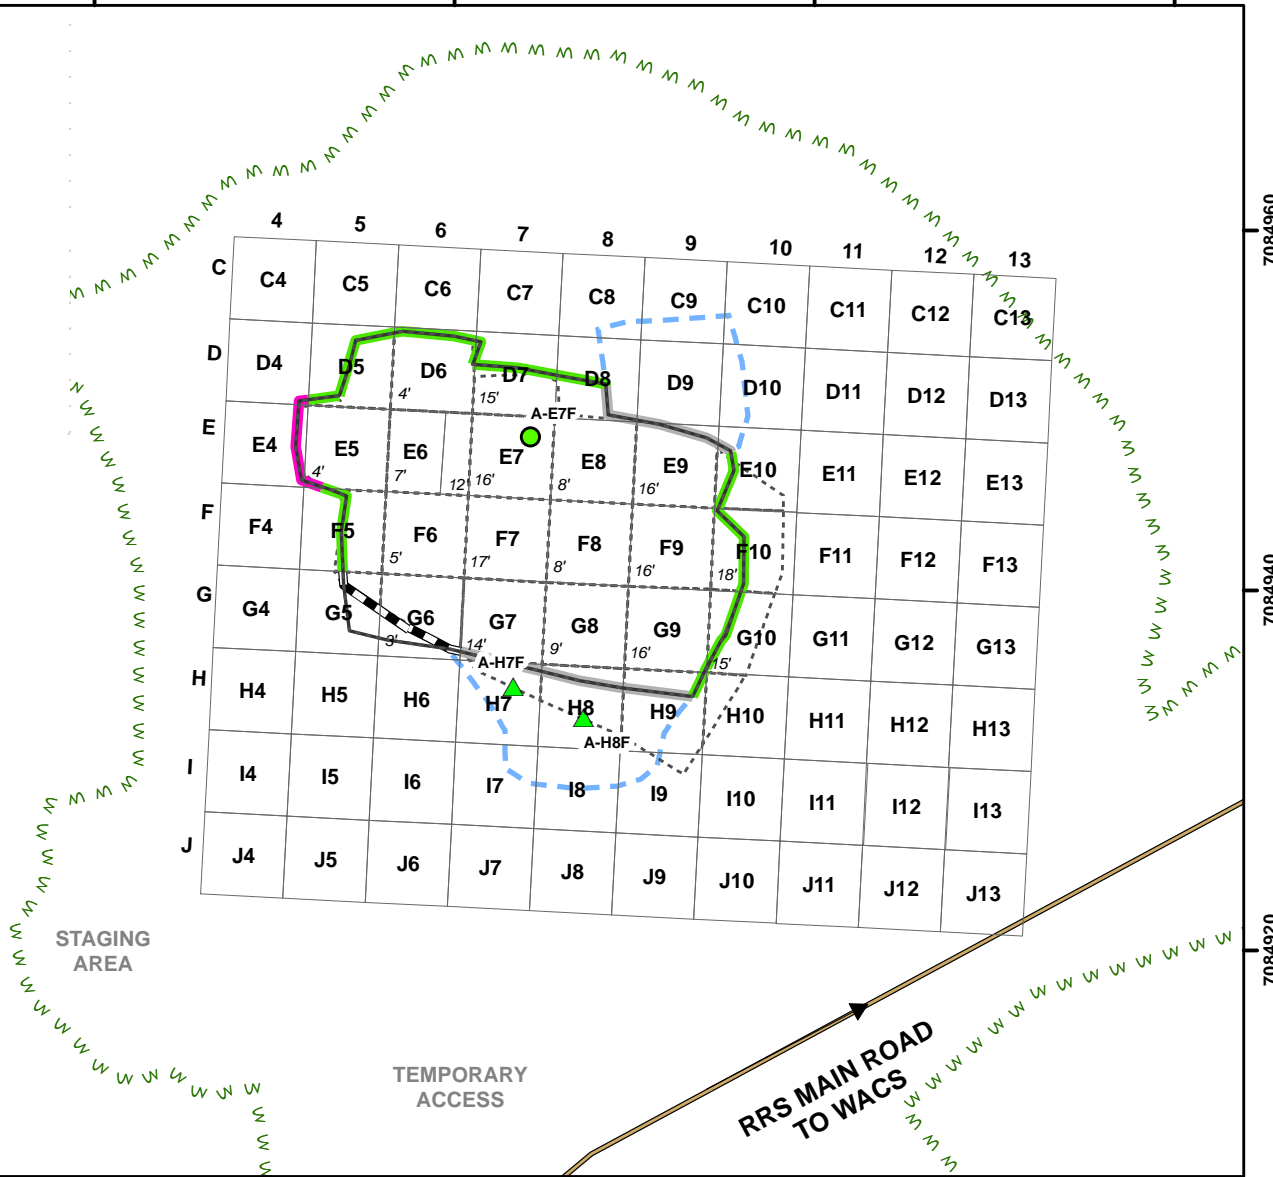 4 5 6 7 8 9 10 11 12 13
C C4 C5 C6 C7 C8 C9 C10 C11 C12 C13
D D4 D5 D6 D7 D8 D9 D10 D11 D12 D13
4' 15'
A-E7F
E E4 E5 E6 E7 E8 E9 E10 E11 E12 E13
4' 7' 12' 16' 8' 16'
F F4 F5 F6 F7 F8 F9 F10 F11 F12 F13
5' 17' 8' 16' 18'
G G4 G5 G6 G7 G8 G9 G10 G11 G12 G13
3' 14' 9' 16' 15'
A-H7F
H H4 H5 H6 H7 H8 H9 H10 H11 H12 H13
A-H8F
I I4 I5 I6 I7 I8 I9 I10 I11 I12 I13
J J4 J5 J6 J7 J8 J9 J10 J11 J12 J13
STAGING
AREA
TEMPORARY
ACCESS
RRS MAIN ROAD
TO WACS
7084960
7084940
7084920